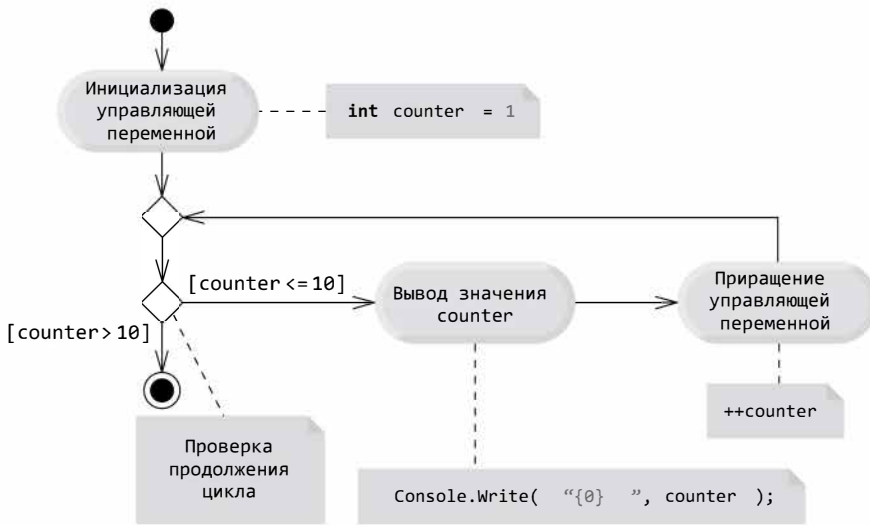 Инициализация
управляющей
переменной
int counter = 1
[counter <= 10]
Вывод значения
counter
Приращение
управляющей
переменной
[counter > 10]
++counter
Проверка
продолжения
цикла
Console.Write( “{0} ”, counter );